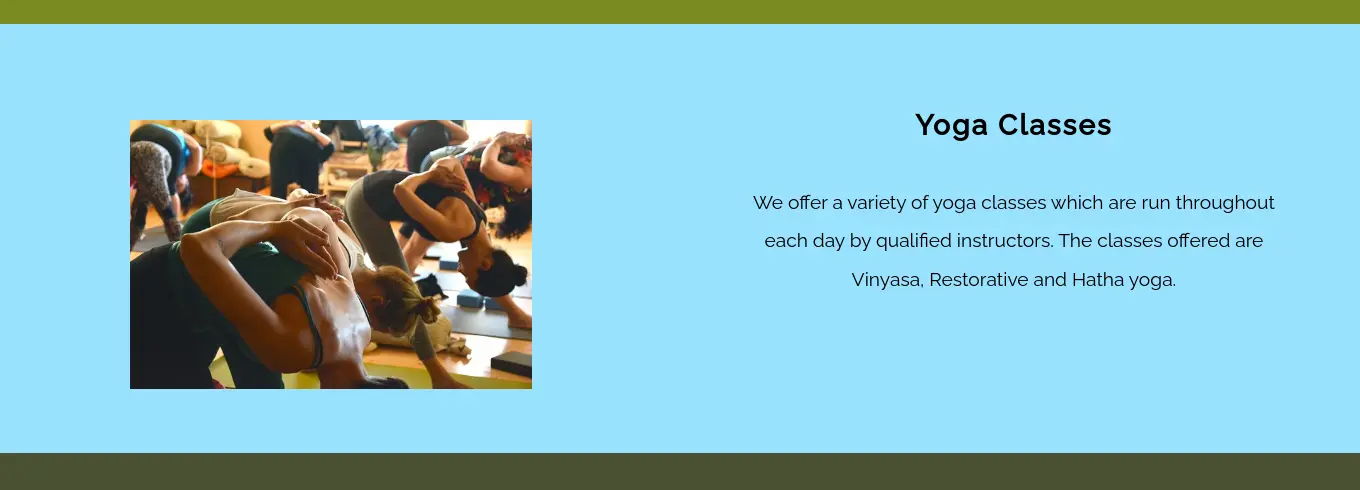 Yoga Classes
We offer a variety of yoga classes which are run throughout
each day by qualified instructors. The classes offered are
Vinyasa, Restorative and Hatha yoga.